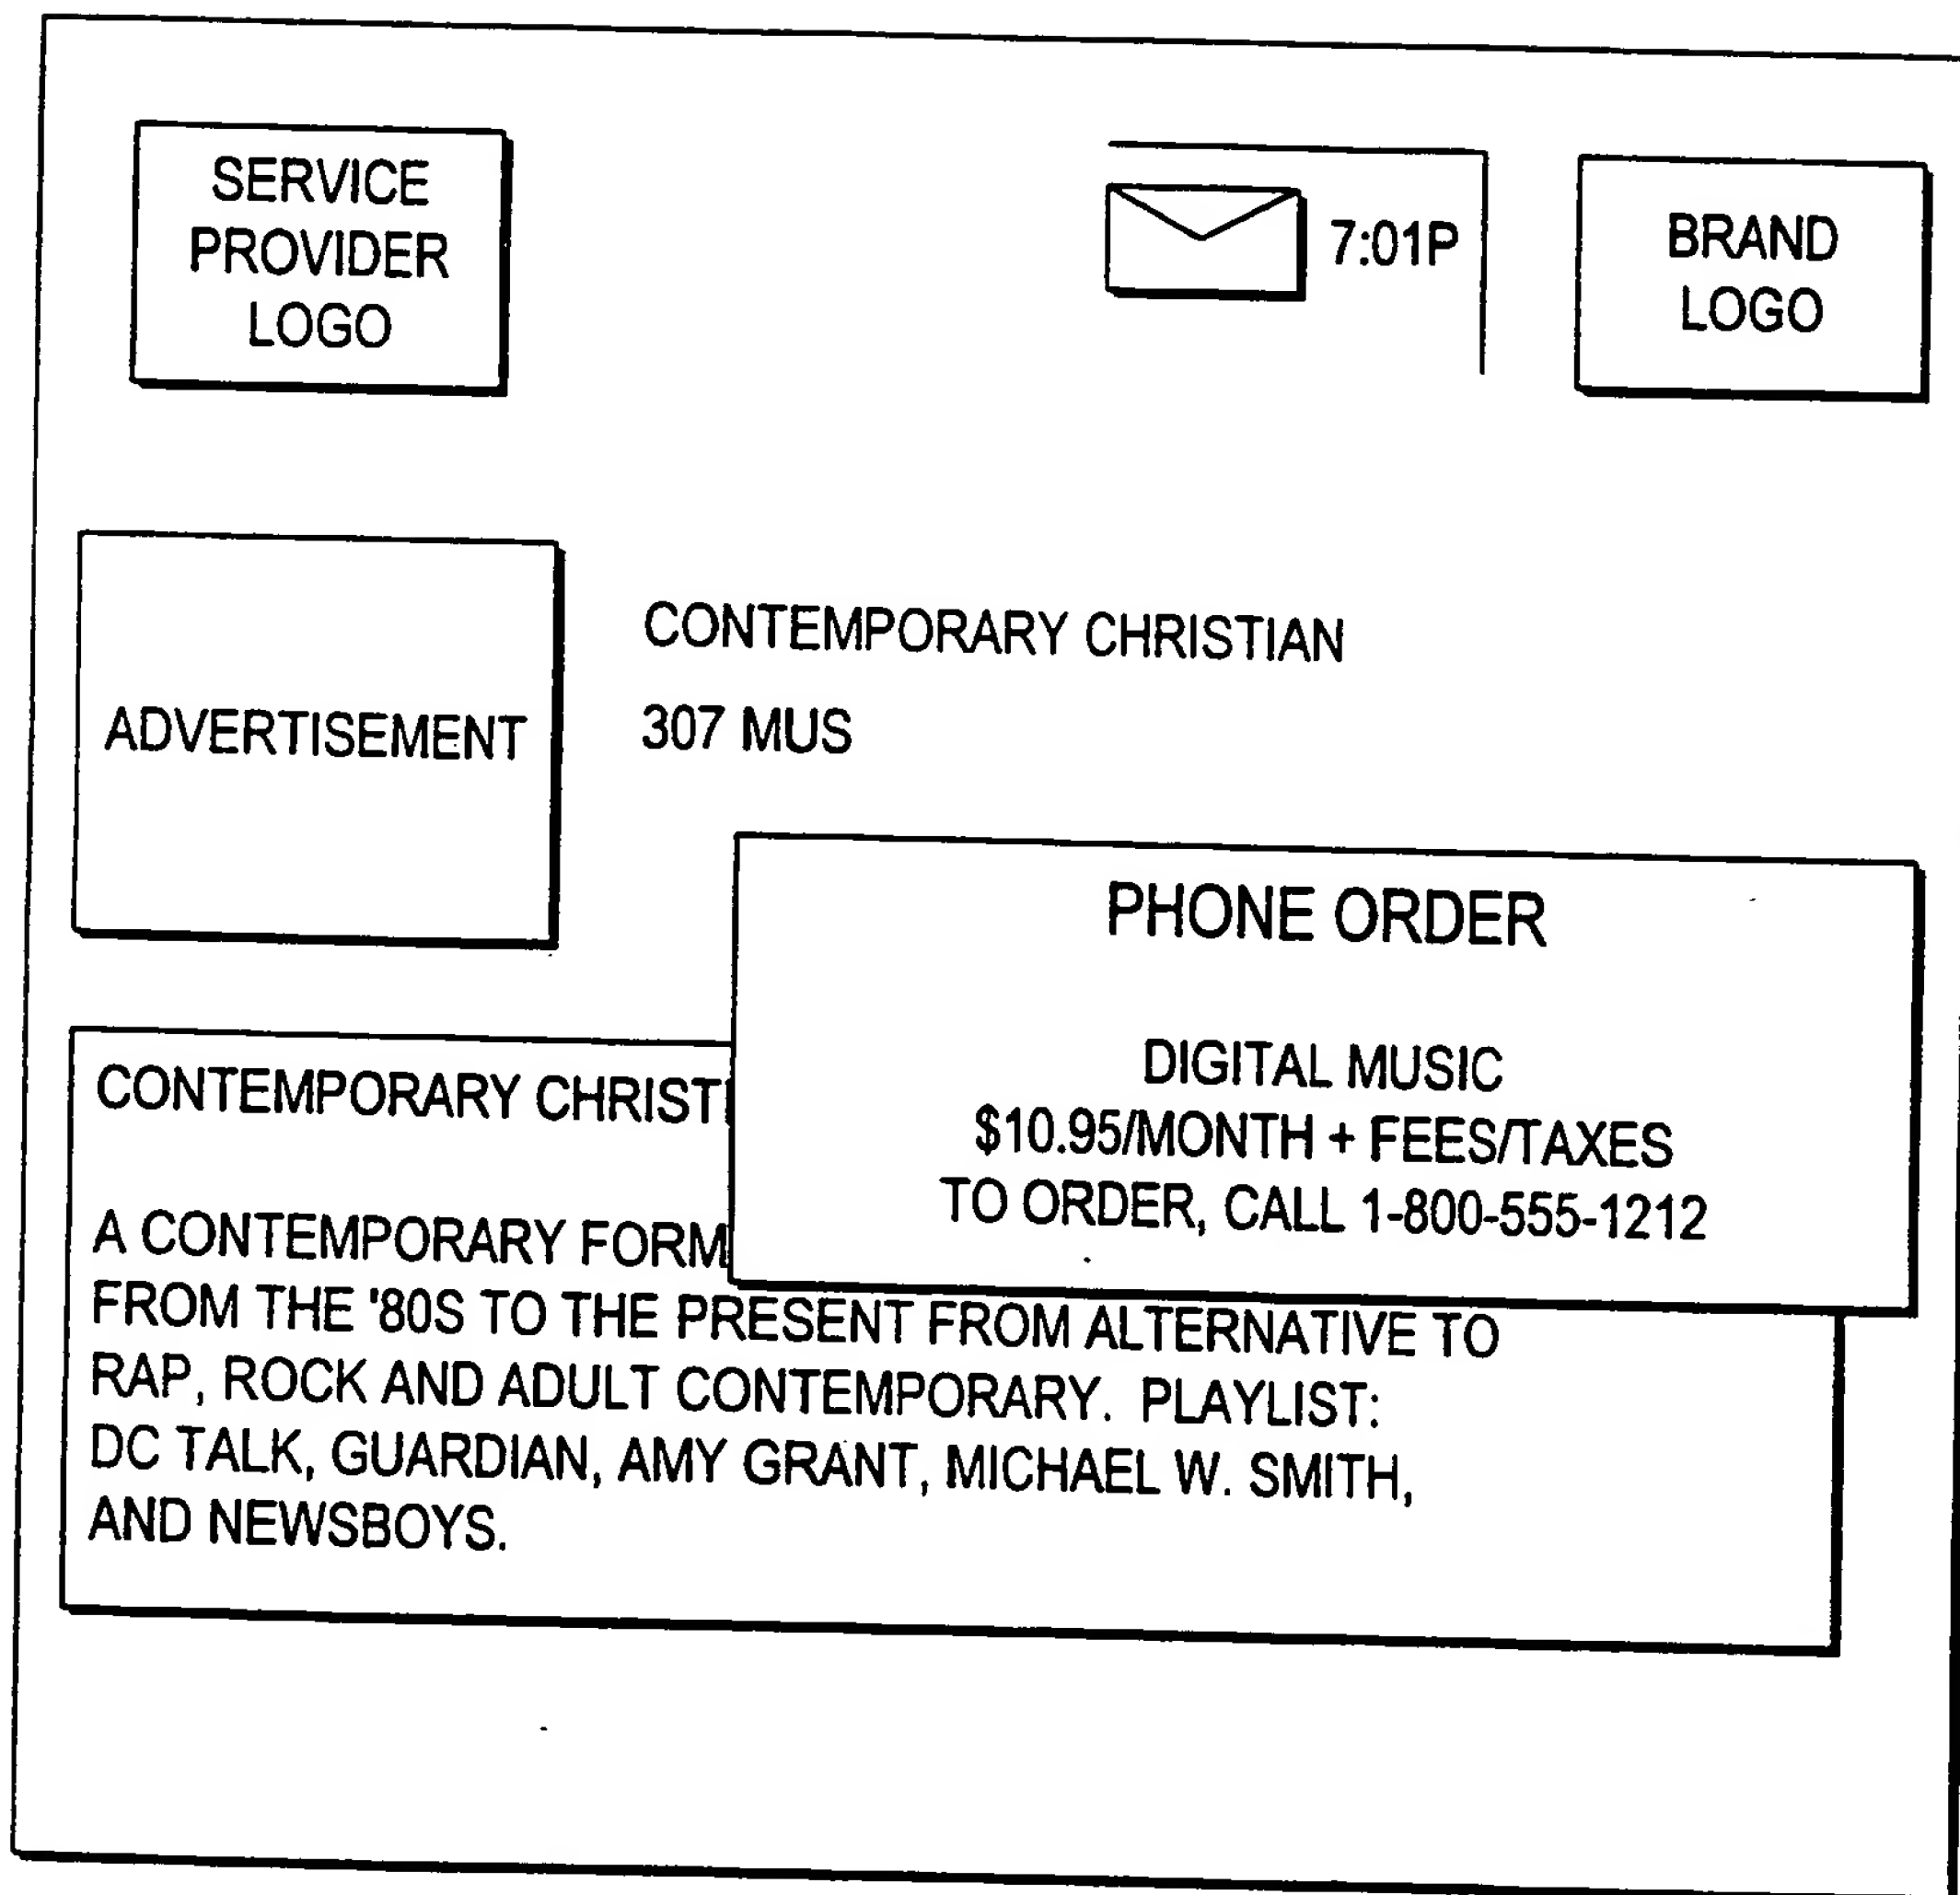 SERVICE
PROVIDER
LOGO
7:01P
BRAND
LOGO
ADVERTISEMENT
CONTEMPORARY CHRISTIAN
307 MUS
PHONE ORDER
DIGITAL MUSIC
$10.95/MONTH + FEES/TAXES
TO ORDER, CALL 1-800-555-1212
CONTEMPORARY CHRIST
A CONTEMPORARY FORM
FROM THE '80S TO THE PRESENT FROM ALTERNATIVE TO
RAP, ROCK AND ADULT CONTEMPORARY. PLAYLIST:
DC TALK, GUARDIAN, AMY GRANT, MICHAEL W. SMITH,
AND NEWSBOYS.